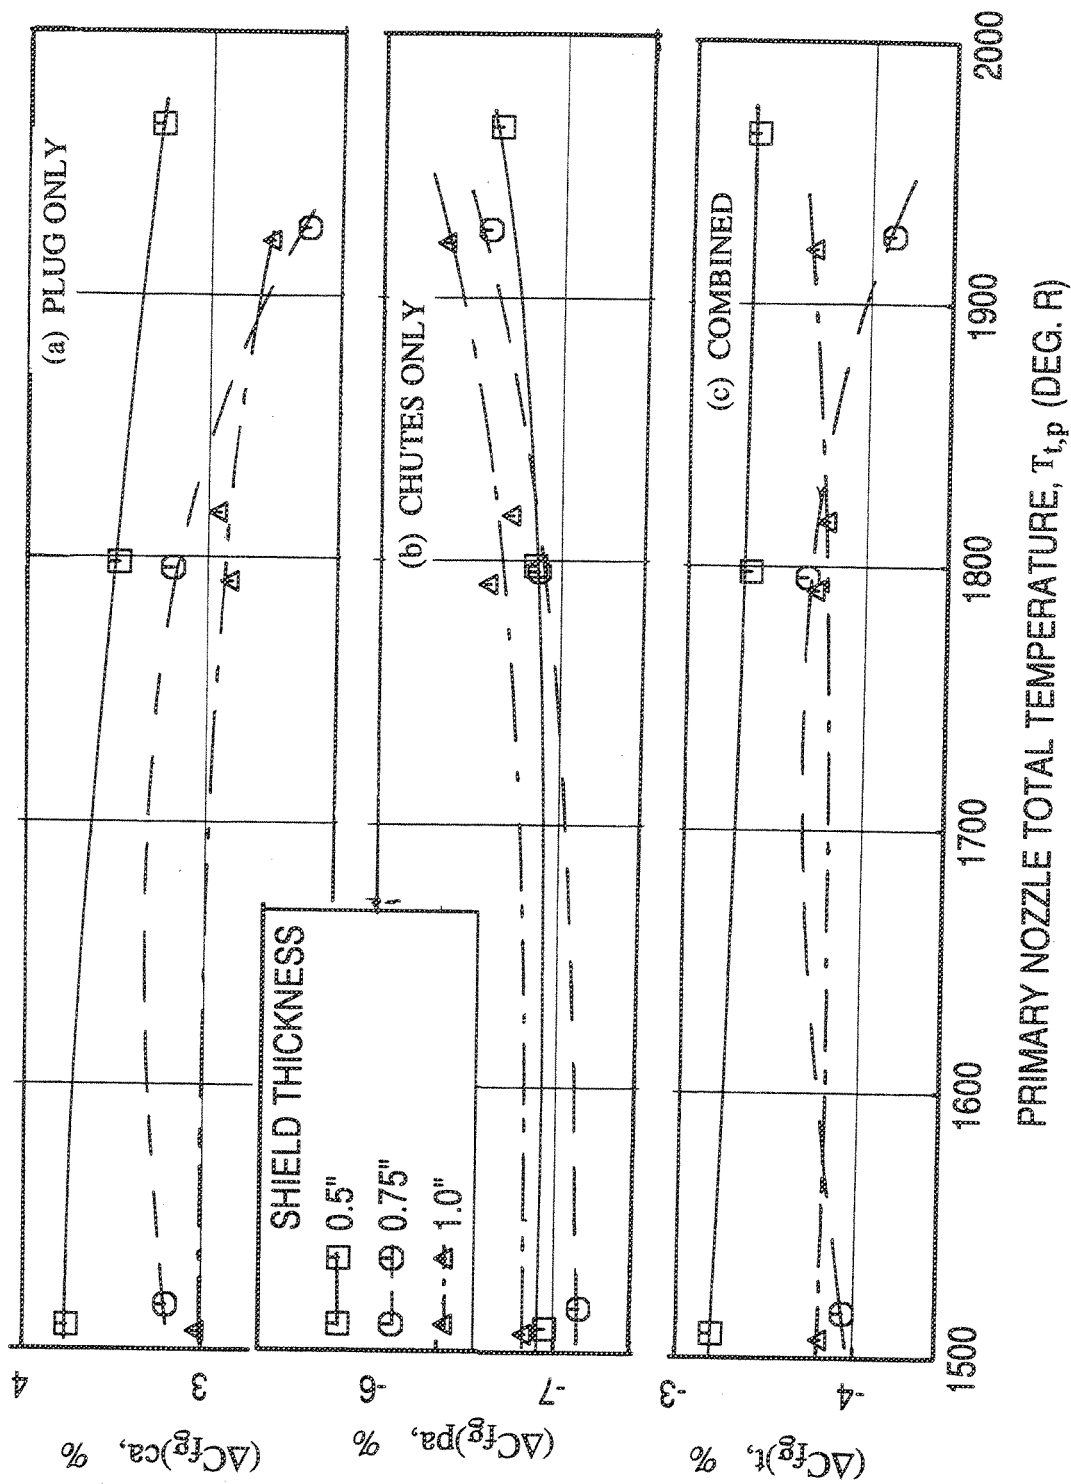 (a) PLUG ONLY
4
3
(ΔCfg)ca, %
(b) CHUTES ONLY
-6
-7
(ΔCfg)pa, %
SHIELD THICKNESS
0.5"
0.75"
1.0"
(c) COMBINED
-3
-4
(ΔCfg)t, %
1500 1600 1700 1800 1900 2000
PRIMARY NOZZLE TOTAL TEMPERATURE, Tt,p (DEG. R)